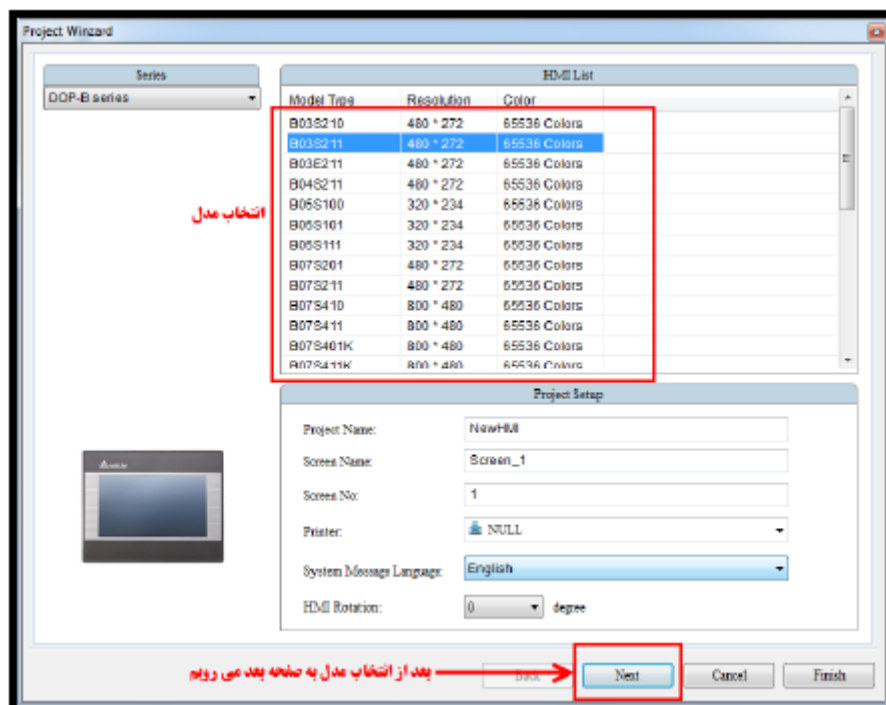 Project Winzard
Series
DOP-B series
HMI List
Model Type Resolution Color
B03S210 480 * 272 65536 Colors
B03S211 480 * 272 65536 Colors
B03E211 480 * 272 65536 Colors
B04S211 480 * 272 65536 Colors
B05S100 320 * 234 65536 Colors
B05S101 320 * 234 65536 Colors
B05S111 320 * 234 65536 Colors
B07S201 480 * 272 65536 Colors
B07S211 480 * 272 65536 Colors
B07S410 800 * 480 65536 Colors
B07S411 800 * 480 65536 Colors
B07S401K 800 * 480 65536 Colors
B07S411K 800 * 480 65536 Colors
انتخاب مدل
Project Setup
Project Name: NewHMI
Screen Name: Screen_1
Screen No: 1
Printer: NULL
System Message Language: English
HMI Rotation: 0 degree
بعد از انتخاب مدل به صفحه بعد می رویم
Back Next Cancel Finish